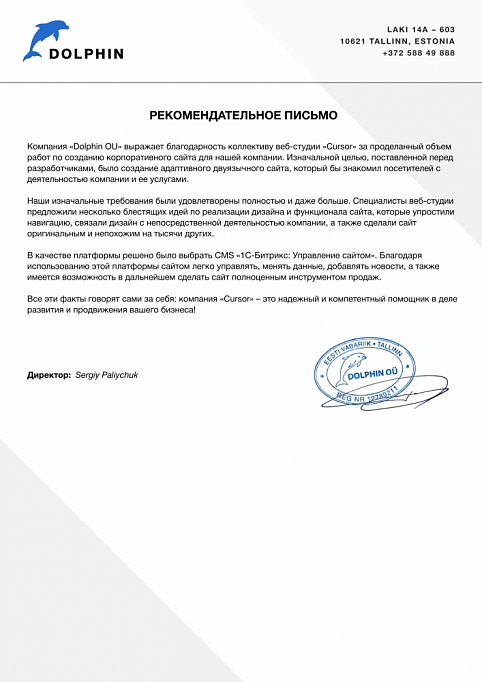 DOLPHIN
LAKI 14A – 603
10621 TALLINN, ESTONIA
+372 588 49 888
РЕКОМЕНДАТЕЛЬНОЕ ПИСЬМО
Компания «Dolphin OU» выражает благодарность коллективу веб-студии «Cursor» за проделанный объем
работ по созданию корпоративного сайта для нашей компании. Изначальной целью, поставленной перед
разработчиками, было создание адаптивного двуязычного сайта, который бы знакомил посетителей с
деятельностью компании и ее услугами.
Наши изначальные требования были удовлетворены полностью и даже больше. Специалисты веб-студии
предложили несколько блестящих идей по реализации дизайна и функционала сайта, которые упростили
навигацию, связали дизайн с непосредственной деятельностью компании, а также сделали сайт
оригинальным и непохожим на тысячи других.
В качестве платформы решено было выбрать CMS «1С-Битрикс: Управление сайтом». Благодаря
использованию этой платформы сайтом легко управлять, менять данные, добавлять новости, а также
имеется возможность в дальнейшем сделать сайт полноценным инструментом продаж.
Все эти факты говорят сами за себя: компания «Cursor» – это надежный и компетентный помощник в деле
развития и продвижения вашего бизнеса!
Директор: Sergiy Paliychuk
EESTI VABARIIK • TALLINN
DOLPHIN OÜ
REG NR 12789211